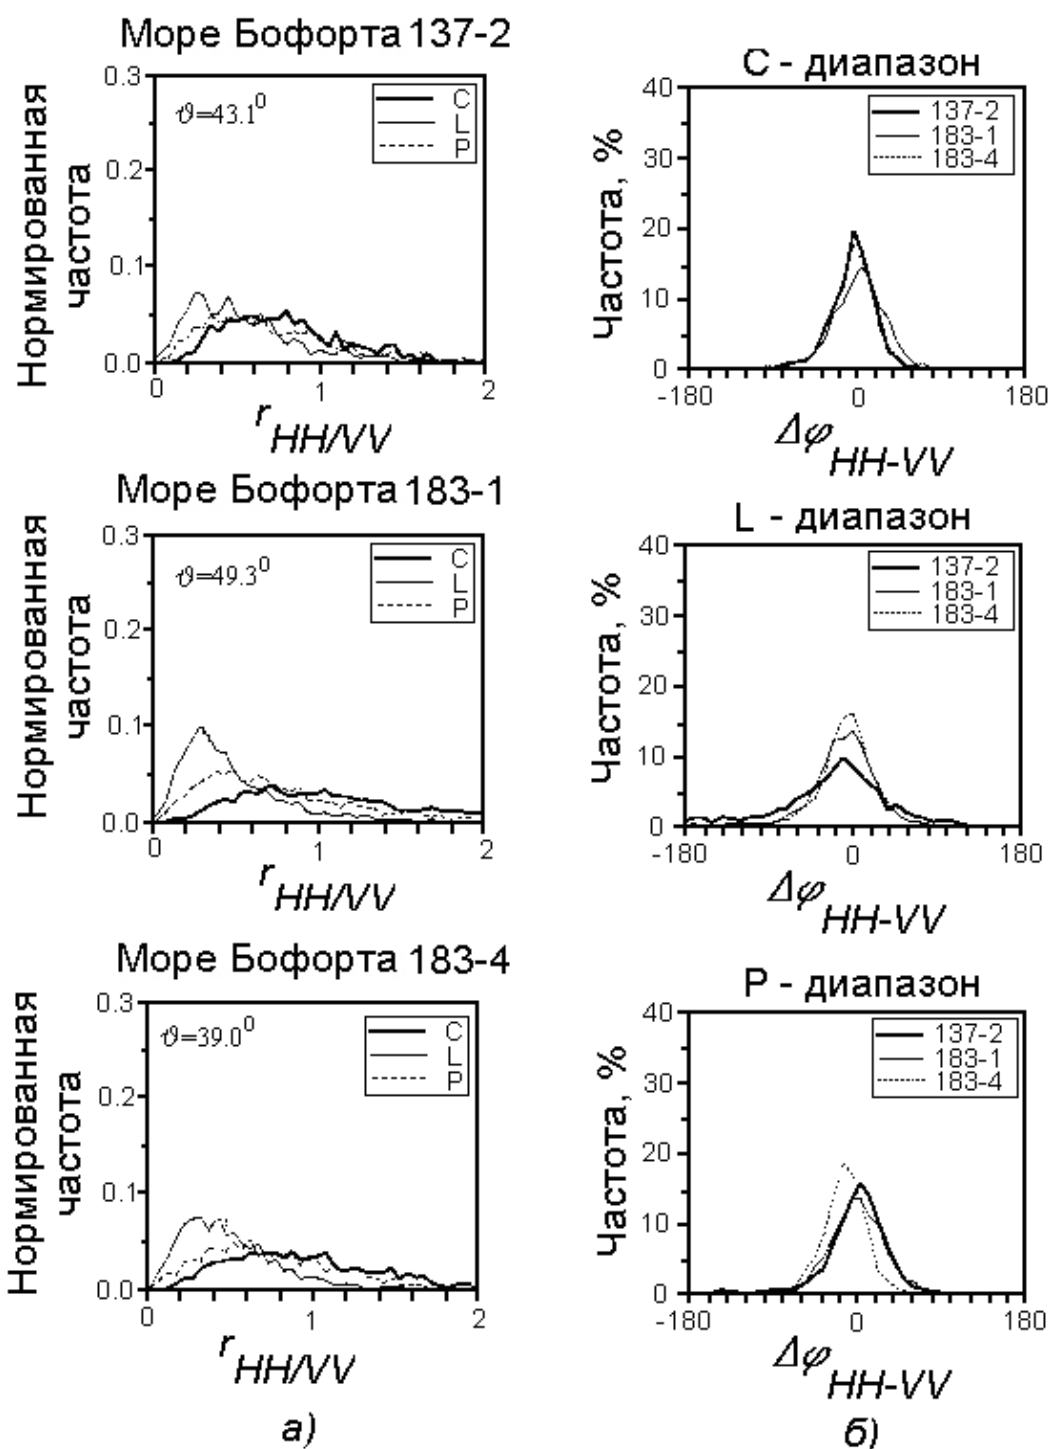 Море Бофорта 137-2
Нормированная
частота
0.3
0.2
0.1
0.0
ϑ=43.1⁰
C
L
P
0
1
2
r HH/VV
C - диапазон
Частота, %
40
30
20
10
0
137-2
183-1
183-4
-180
0
180
Δφ HH-VV
Море Бофорта 183-1
Нормированная
частота
0.3
0.2
0.1
0.0
ϑ=49.3⁰
C
L
P
0
1
2
r HH/VV
L - диапазон
Частота, %
40
30
20
10
0
137-2
183-1
183-4
-180
0
180
Δφ HH-VV
Море Бофорта 183-4
Нормированная
частота
0.3
0.2
0.1
0.0
ϑ=39.0⁰
C
L
P
0
1
2
r HH/VV
P - диапазон
Частота, %
40
30
20
10
0
137-2
183-1
183-4
-180
0
180
Δφ HH-VV
а)
б)